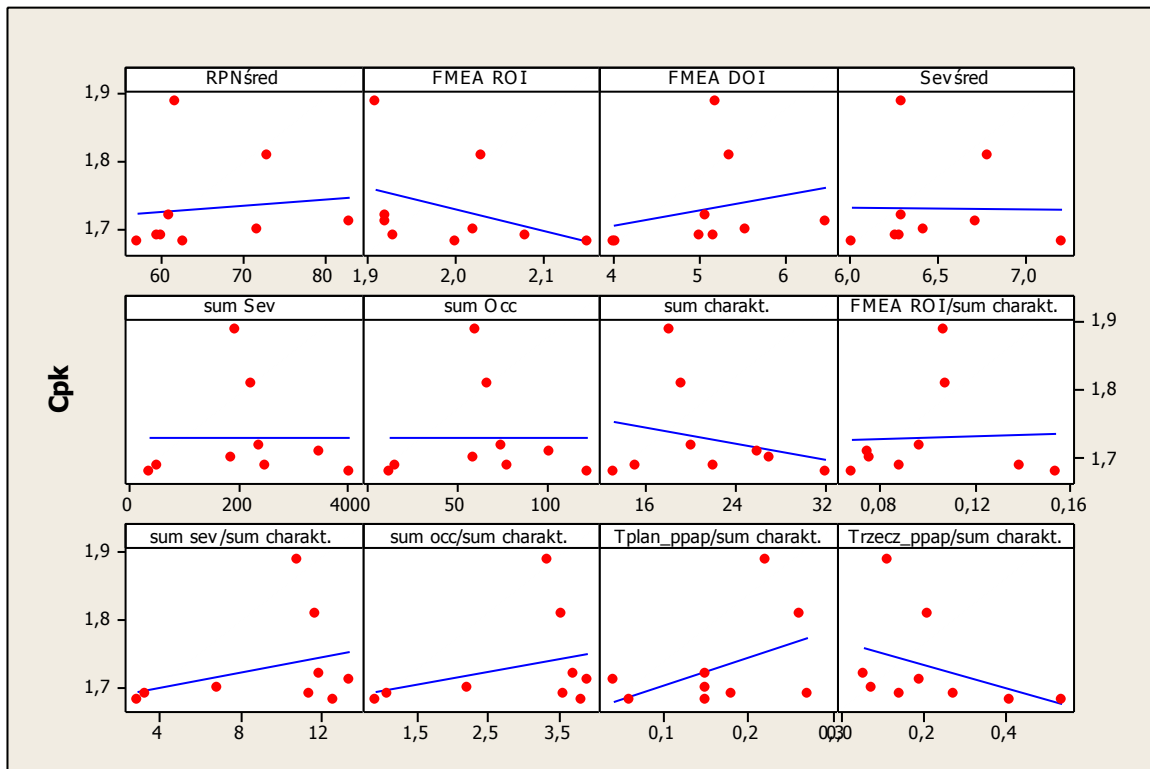 RPNśred FMEA ROI FMEA DOI Sevśred
1,9
1,8
1,7
60 70 80 1,9 2,0 2,1 4 5 6 6,0 6,5 7,0
sum Sev sum Occ sum charakt. FMEA ROI/sum charakt.
1,9
1,8
1,7
Cpk
0 200 400 0 50 100 16 24 32 0,08 0,12 0,16
sum sev/sum charakt. sum occ/sum charakt. Tplan_ppap/sum charakt. Trzecz_ppap/sum charakt.
1,9
1,8
1,7
4 8 12 1,5 2,5 3,5 0,1 0,2 0,3 0,0 0,2 0,4